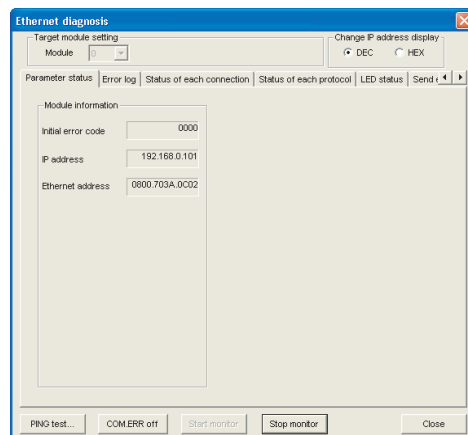 Ethernet diagnosis
Target module setting
Module 0
Change IP address display
DEC HEX
Parameter status Error log Status of each connection Status of each protocol LED status Send e
Module information
Initial error code 0000
IP address 192.168.0.101
Ethernet address 0800.703A.0C02
PING test... COM.ERR off Start monitor Stop monitor Close